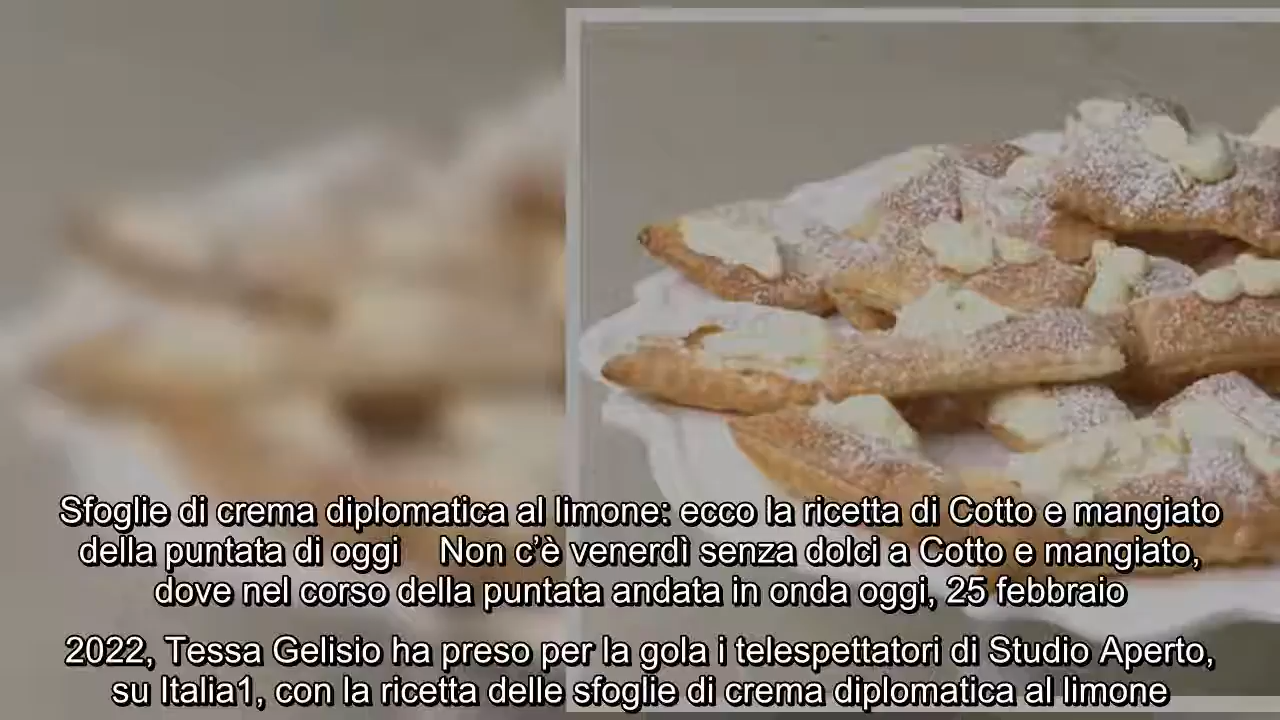 Sfoglie di crema diplomatica al limone: ecco la ricetta di Cotto e mangiato
della puntata di oggi    Non c’è venerdì senza dolci a Cotto e mangiato,
dove nel corso della puntata andata in onda oggi, 25 febbraio
2022, Tessa Gelisio ha preso per la gola i telespettatori di Studio Aperto,
su Italia1, con la ricetta delle sfoglie di crema diplomatica al limone